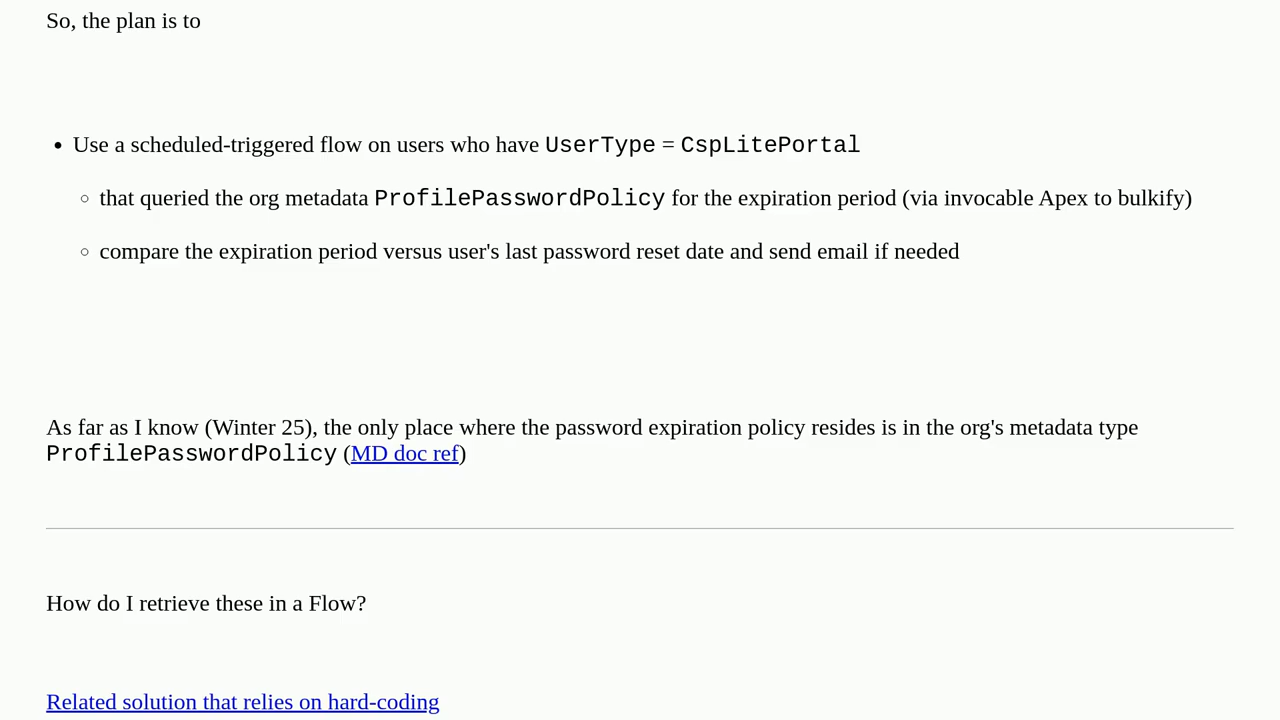 So, the plan is to
Use a scheduled-triggered flow on users who have UserType = CspLitePortal
that queried the org metadata ProfilePasswordPolicy for the expiration period (via invocable Apex to bulkify)
compare the expiration period versus user's last password reset date and send email if needed
As far as I know (Winter 25), the only place where the password expiration policy resides is in the org's metadata type
ProfilePasswordPolicy (MD doc ref)
How do I retrieve these in a Flow?
Related solution that relies on hard-coding